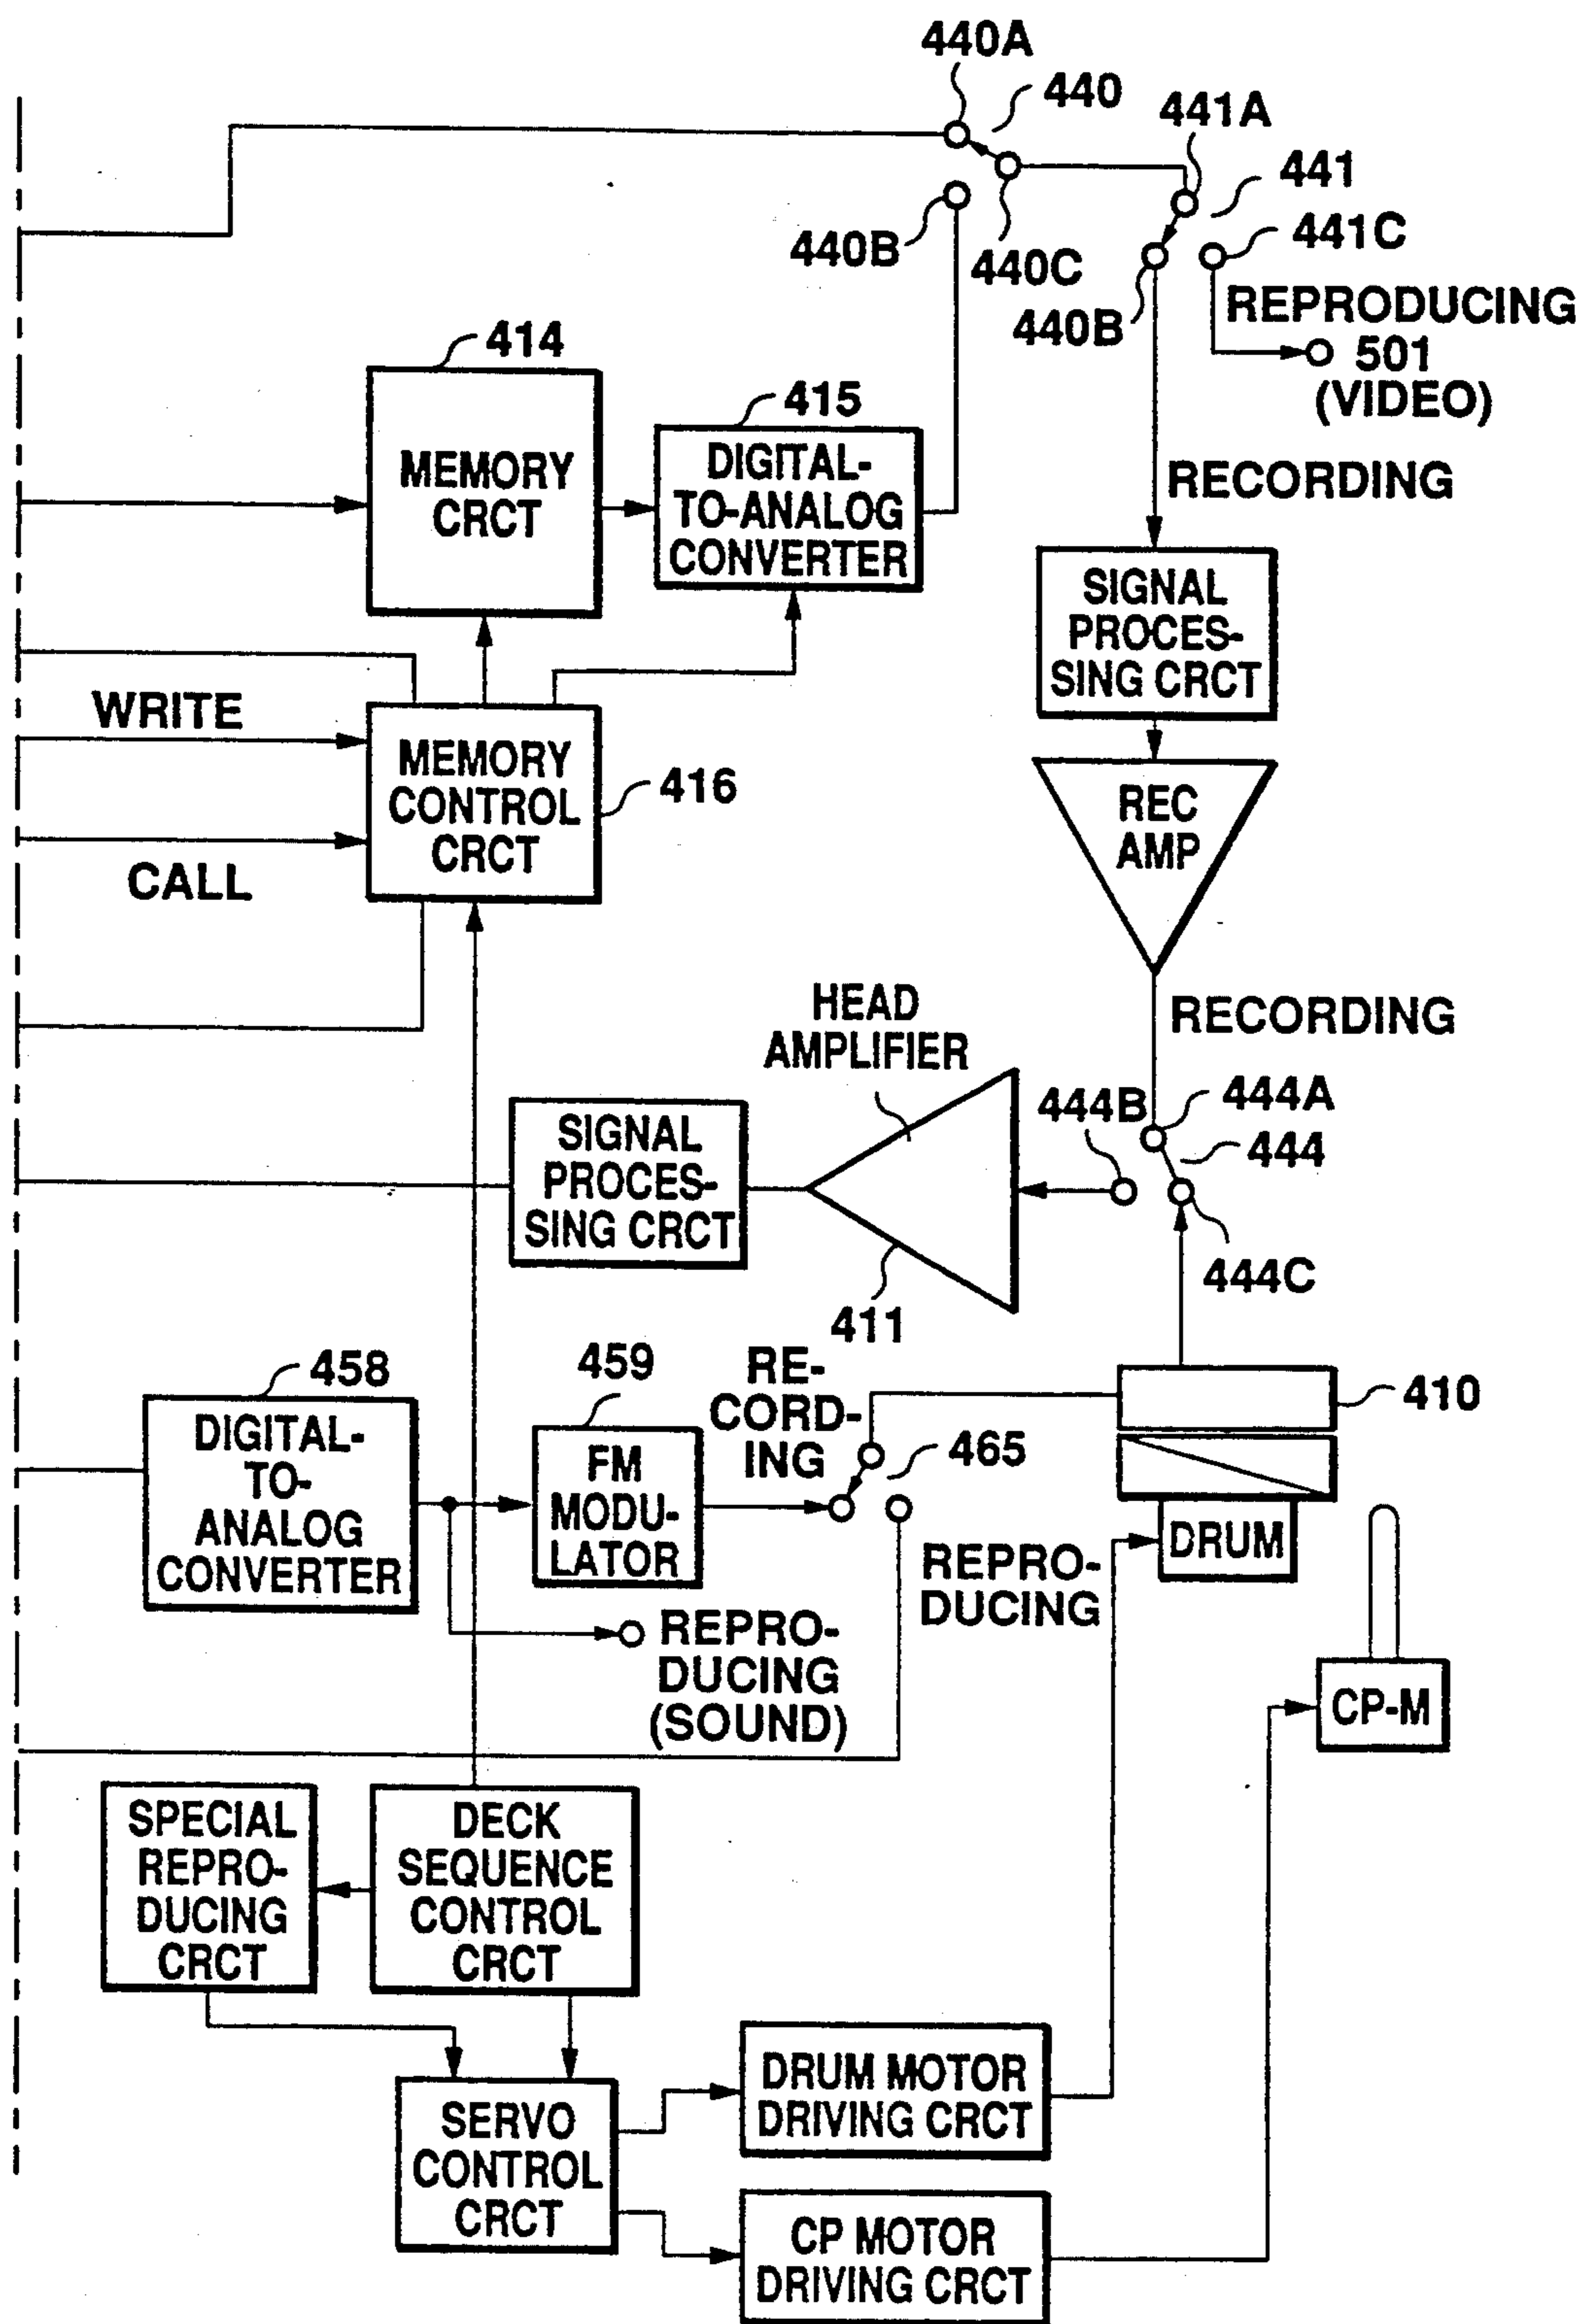 440A
440
441A
441
440B
440C
441C
440B
REPRODUCING
501
(VIDEO)
414
MEMORY
CRCT
415
DIGITAL-
TO-ANALOG
CONVERTER
RECORDING
SIGNAL
PROCES-
SING CRCT
WRITE
MEMORY
CONTROL
CRCT
416
CALL
REC
AMP
RECORDING
HEAD
AMPLIFIER
444B
444A
444
444C
SIGNAL
PROCES-
SING CRCT
411
458
DIGITAL-
TO-
ANALOG
CONVERTER
459
FM
MODU-
LATOR
RE-
CORD-
ING
465
410
REPRO-
DUCING
DRUM
REPRO-
DUCING
(SOUND)
CP-M
SPECIAL
REPRO-
DUCING
CRCT
DECK
SEQUENCE
CONTROL
CRCT
SERVO
CONTROL
CRCT
DRUM MOTOR
DRIVING CRCT
CP MOTOR
DRIVING CRCT